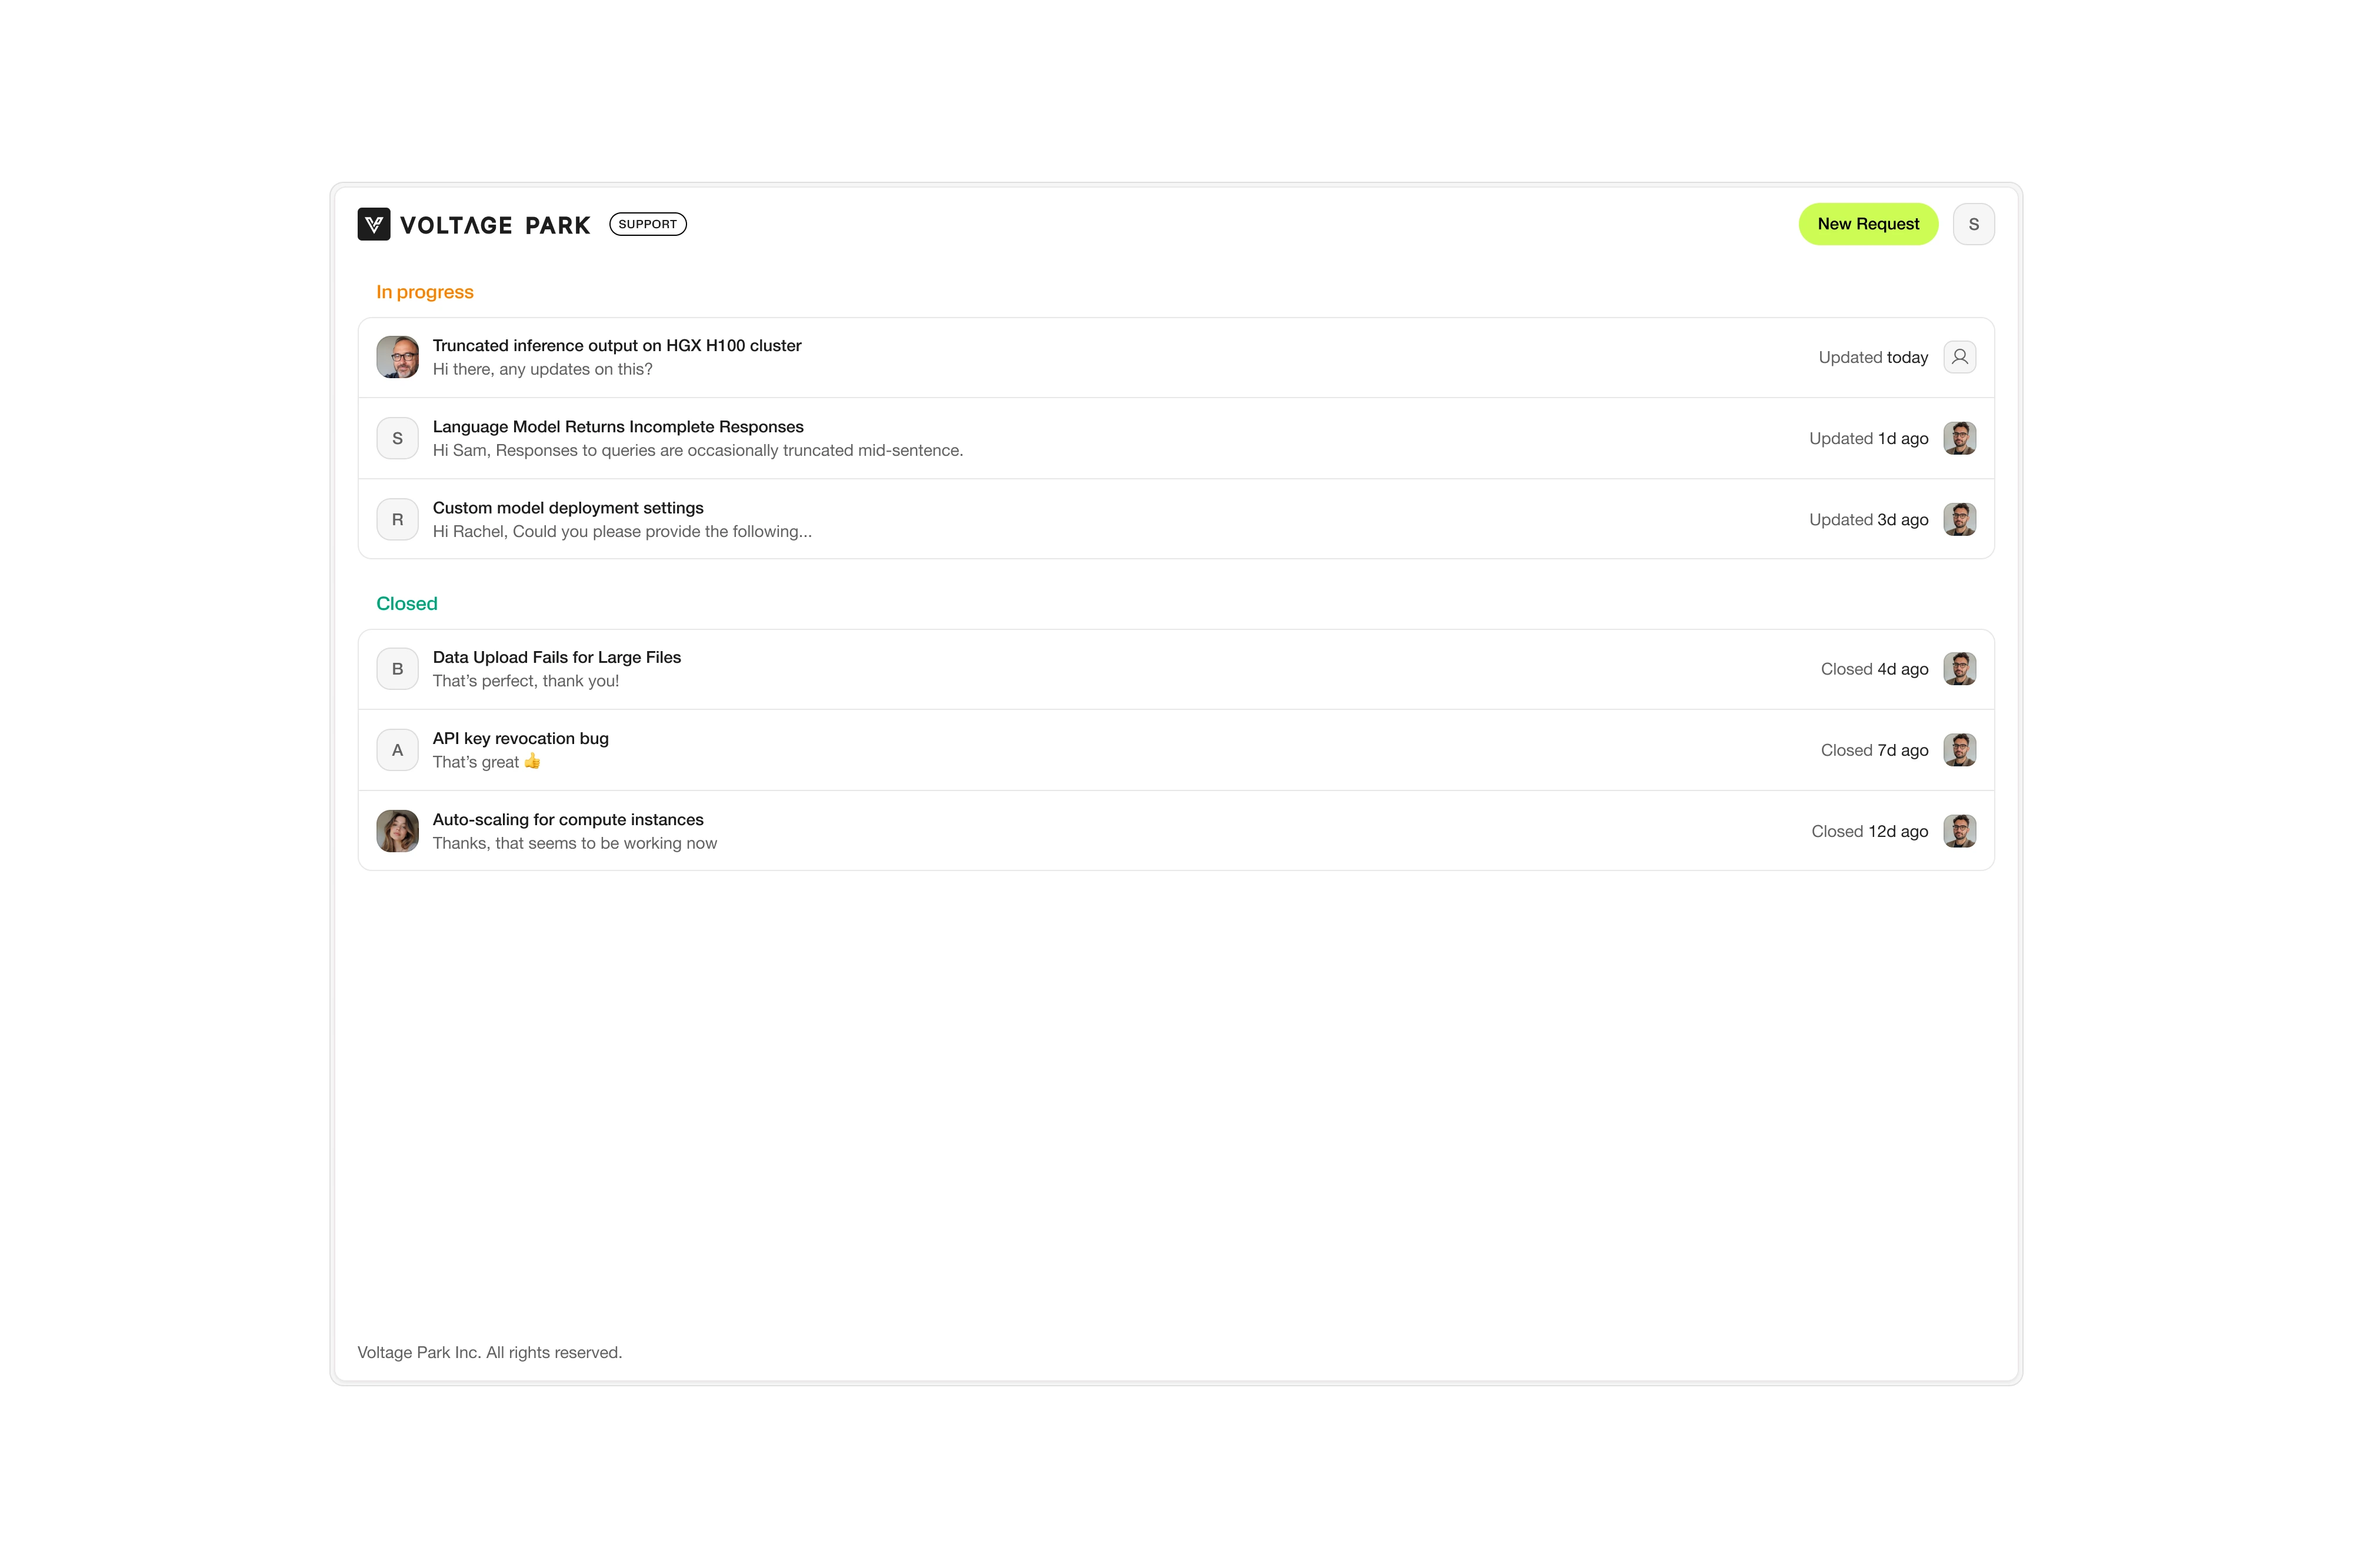 VOLTAGE PARK SUPPORT New Request S
In progress
Truncated inference output on HGX H100 cluster
Hi there, any updates on this?
Updated today
S
Language Model Returns Incomplete Responses
Hi Sam, Responses to queries are occasionally truncated mid-sentence.
Updated 1d ago
R
Custom model deployment settings
Hi Rachel, Could you please provide the following...
Updated 3d ago
Closed
B
Data Upload Fails for Large Files
That’s perfect, thank you!
Closed 4d ago
A
API key revocation bug
That’s great 👍
Closed 7d ago
Auto-scaling for compute instances
Thanks, that seems to be working now
Closed 12d ago
Voltage Park Inc. All rights reserved.